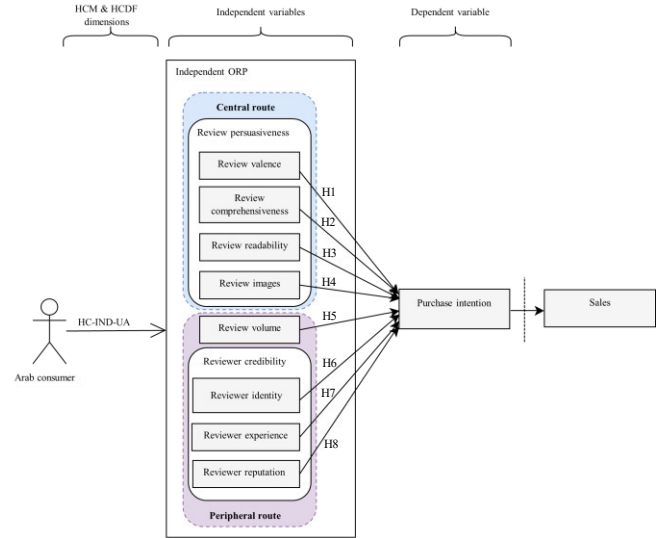 HCM & HCDF
dimensions
Independent variables
Dependent variable
Independent ORP
Central route
Review persuasiveness
Review valence
Review
comprehensiveness
Review readability
Review images
Review volume
Reviewer credibility
Reviewer identity
Reviewer experience
Reviewer reputation
Peripheral route
H1
H2
H3
H4
H5
H6
H7
H8
HC-IND-UA
Arab consumer
Purchase intention
Sales